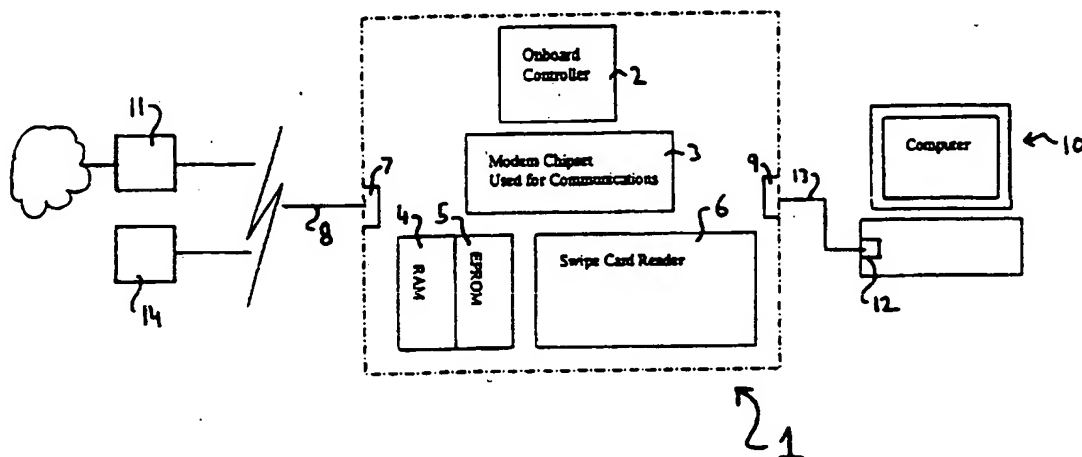 Onboard
Controller
2
11
Modem Chipset
Used for Communications
3
7
9
13
Computer
10
8
4
5
6
RAM
EPROM
Swipe Card Reader
12
14
1